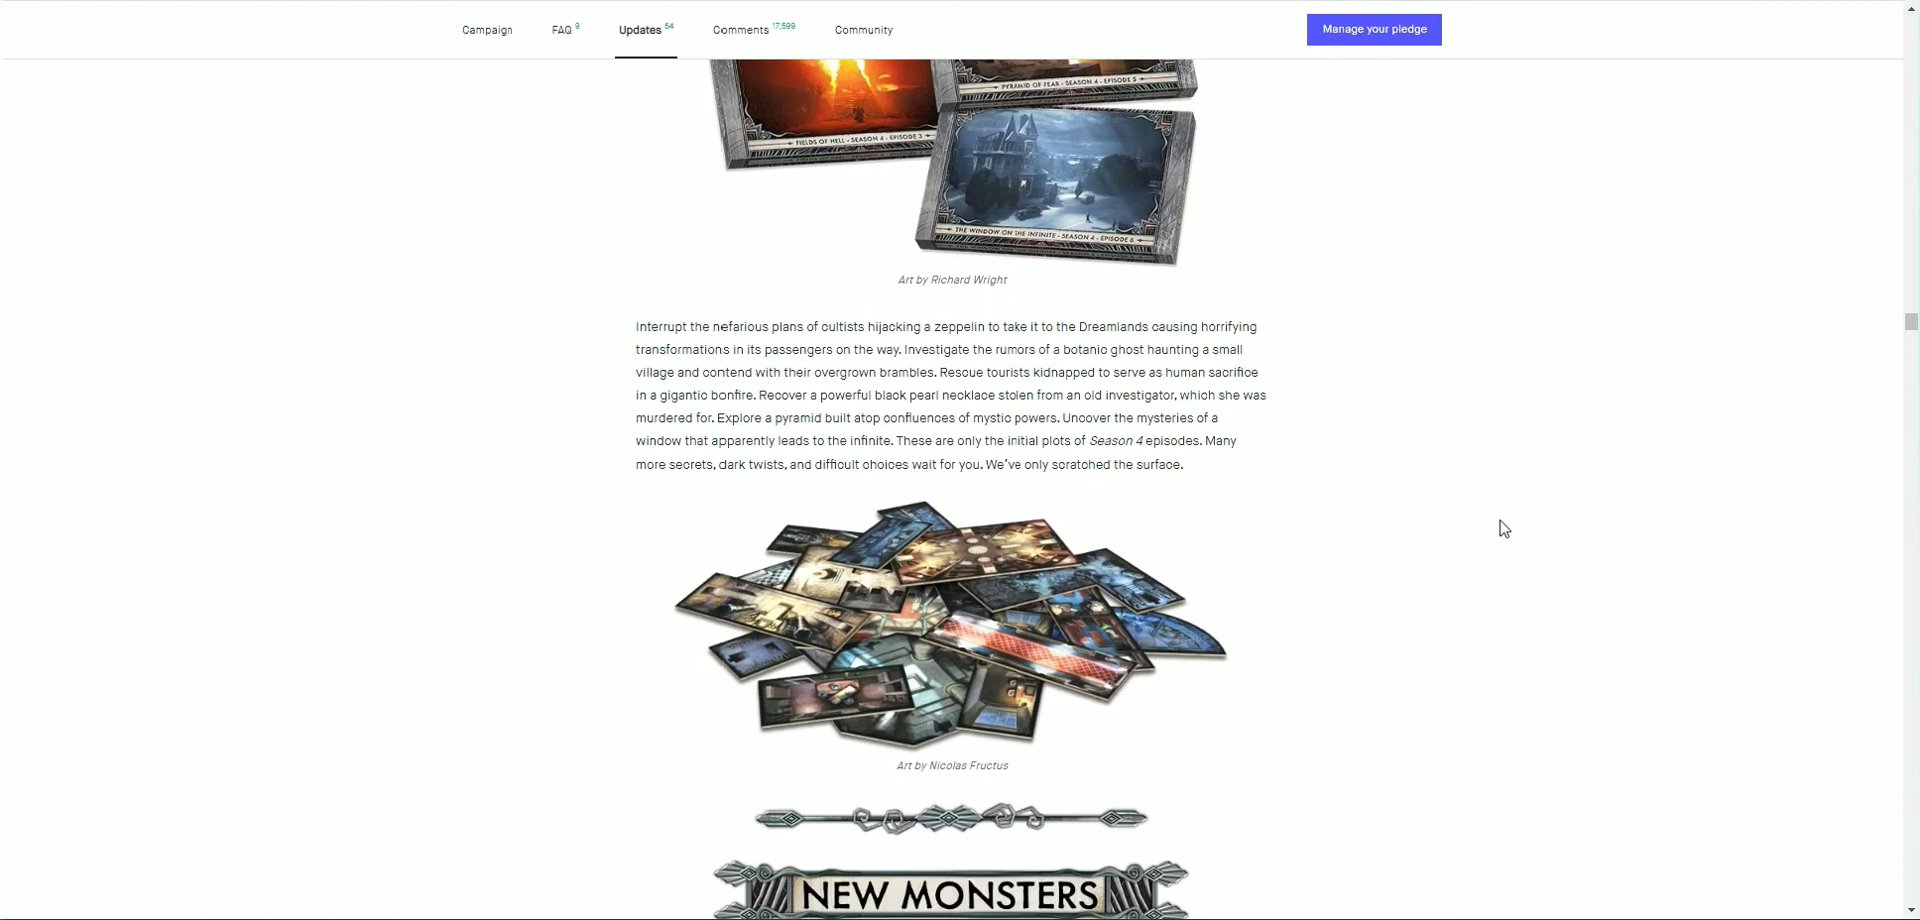 Campaign FAQ 9 Updates 54 Comments 17,599 Community Manage your pledge
PYRAMID OF FEAR - SEASON 4 - EPISODE 5
FIELDS OF HELL - SEASON 4 - EPISODE 3
THE WINDOW ON THE INFINITE - SEASON 4 - EPISODE 6
Art by Richard Wright
Interrupt the nefarious plans of cultists hijacking a zeppelin to take it to the Dreamlands causing horrifying
transformations in its passengers on the way. Investigate the rumors of a botanic ghost haunting a small
village and contend with their overgrown brambles. Rescue tourists kidnapped to serve as human sacrifice
in a gigantic bonfire. Recover a powerful black pearl necklace stolen from an old investigator, which she was
murdered for. Explore a pyramid built atop confluences of mystic powers. Uncover the mysteries of a
window that apparently leads to the infinite. These are only the initial plots of Season 4 episodes. Many
more secrets, dark twists, and difficult choices wait for you. We've only scratched the surface.
Art by Nicolas Fructus
NEW MONSTERS